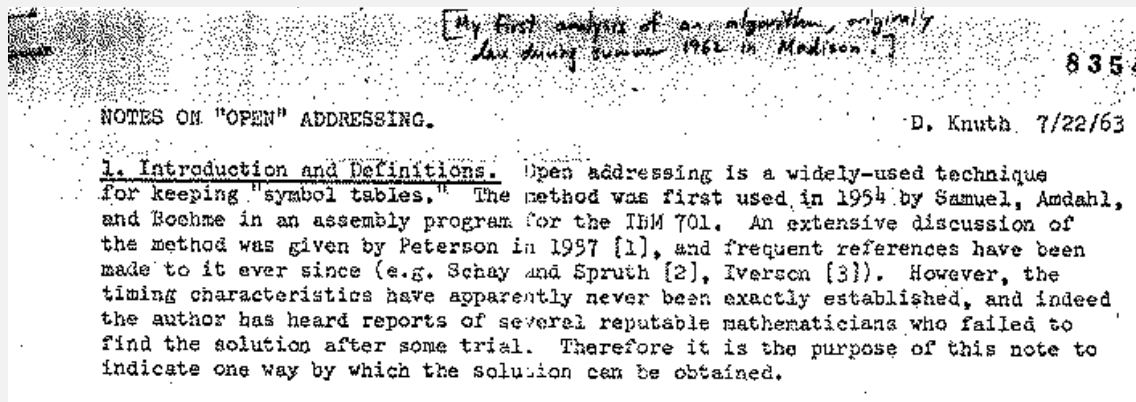 [My first analysis of an algorithm, originally
done during summer 1962 in Madison.]
8354
NOTES ON "OPEN" ADDRESSING.
D. Knuth 7/22/63
1. Introduction and Definitions. Open addressing is a widely-used technique
for keeping "symbol tables." The method was first used in 1954 by Samuel, Amdahl,
and Boehme in an assembly program for the IBM 701. An extensive discussion of
the method was given by Peterson in 1957 [1], and frequent references have been
made to it ever since (e.g. Schay and Spruth [2], Iverson [3]). However, the
timing characteristics have apparently never been exactly established, and indeed
the author has heard reports of several reputable mathematicians who failed to
find the solution after some trial. Therefore it is the purpose of this note to
indicate one way by which the solution can be obtained.